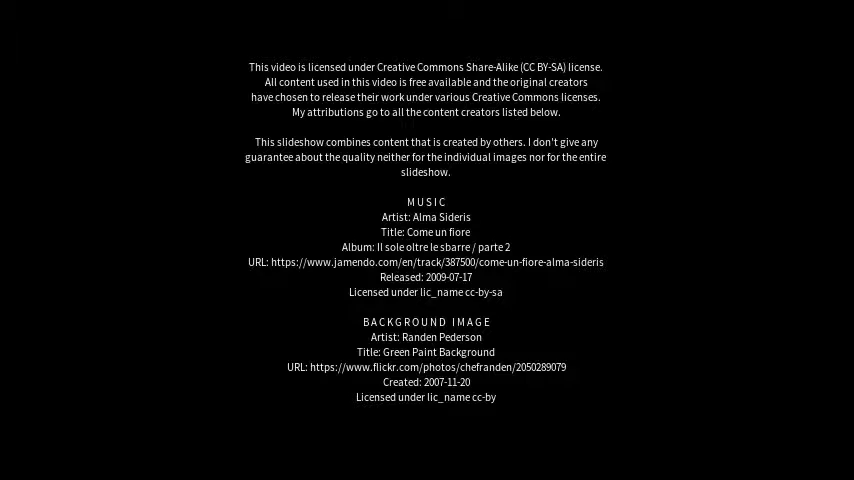 This video is licensed under Creative Commons Share-Alike (CC BY-SA) license.
All content used in this video is free available and the original creators
have chosen to release their work under various Creative Commons licenses.
My attributions go to all the content creators listed below.
This slideshow combines content that is created by others. I don't give any
guarantee about the quality neither for the individual images nor for the entire
slideshow.
MUSIC
Artist: Alma Sideris
Title: Come un fiore
Album: Il sole oltre le sbarre / parte 2
URL: https://www.jamendo.com/en/track/387500/come-un-fiore-alma-sideris
Released: 2009-07-17
Licensed under lic_name cc-by-sa
BACKGROUND IMAGE
Artist: Randen Pederson
Title: Green Paint Background
URL: https://www.flickr.com/photos/chefranden/2050289079
Created: 2007-11-20
Licensed under lic_name cc-by